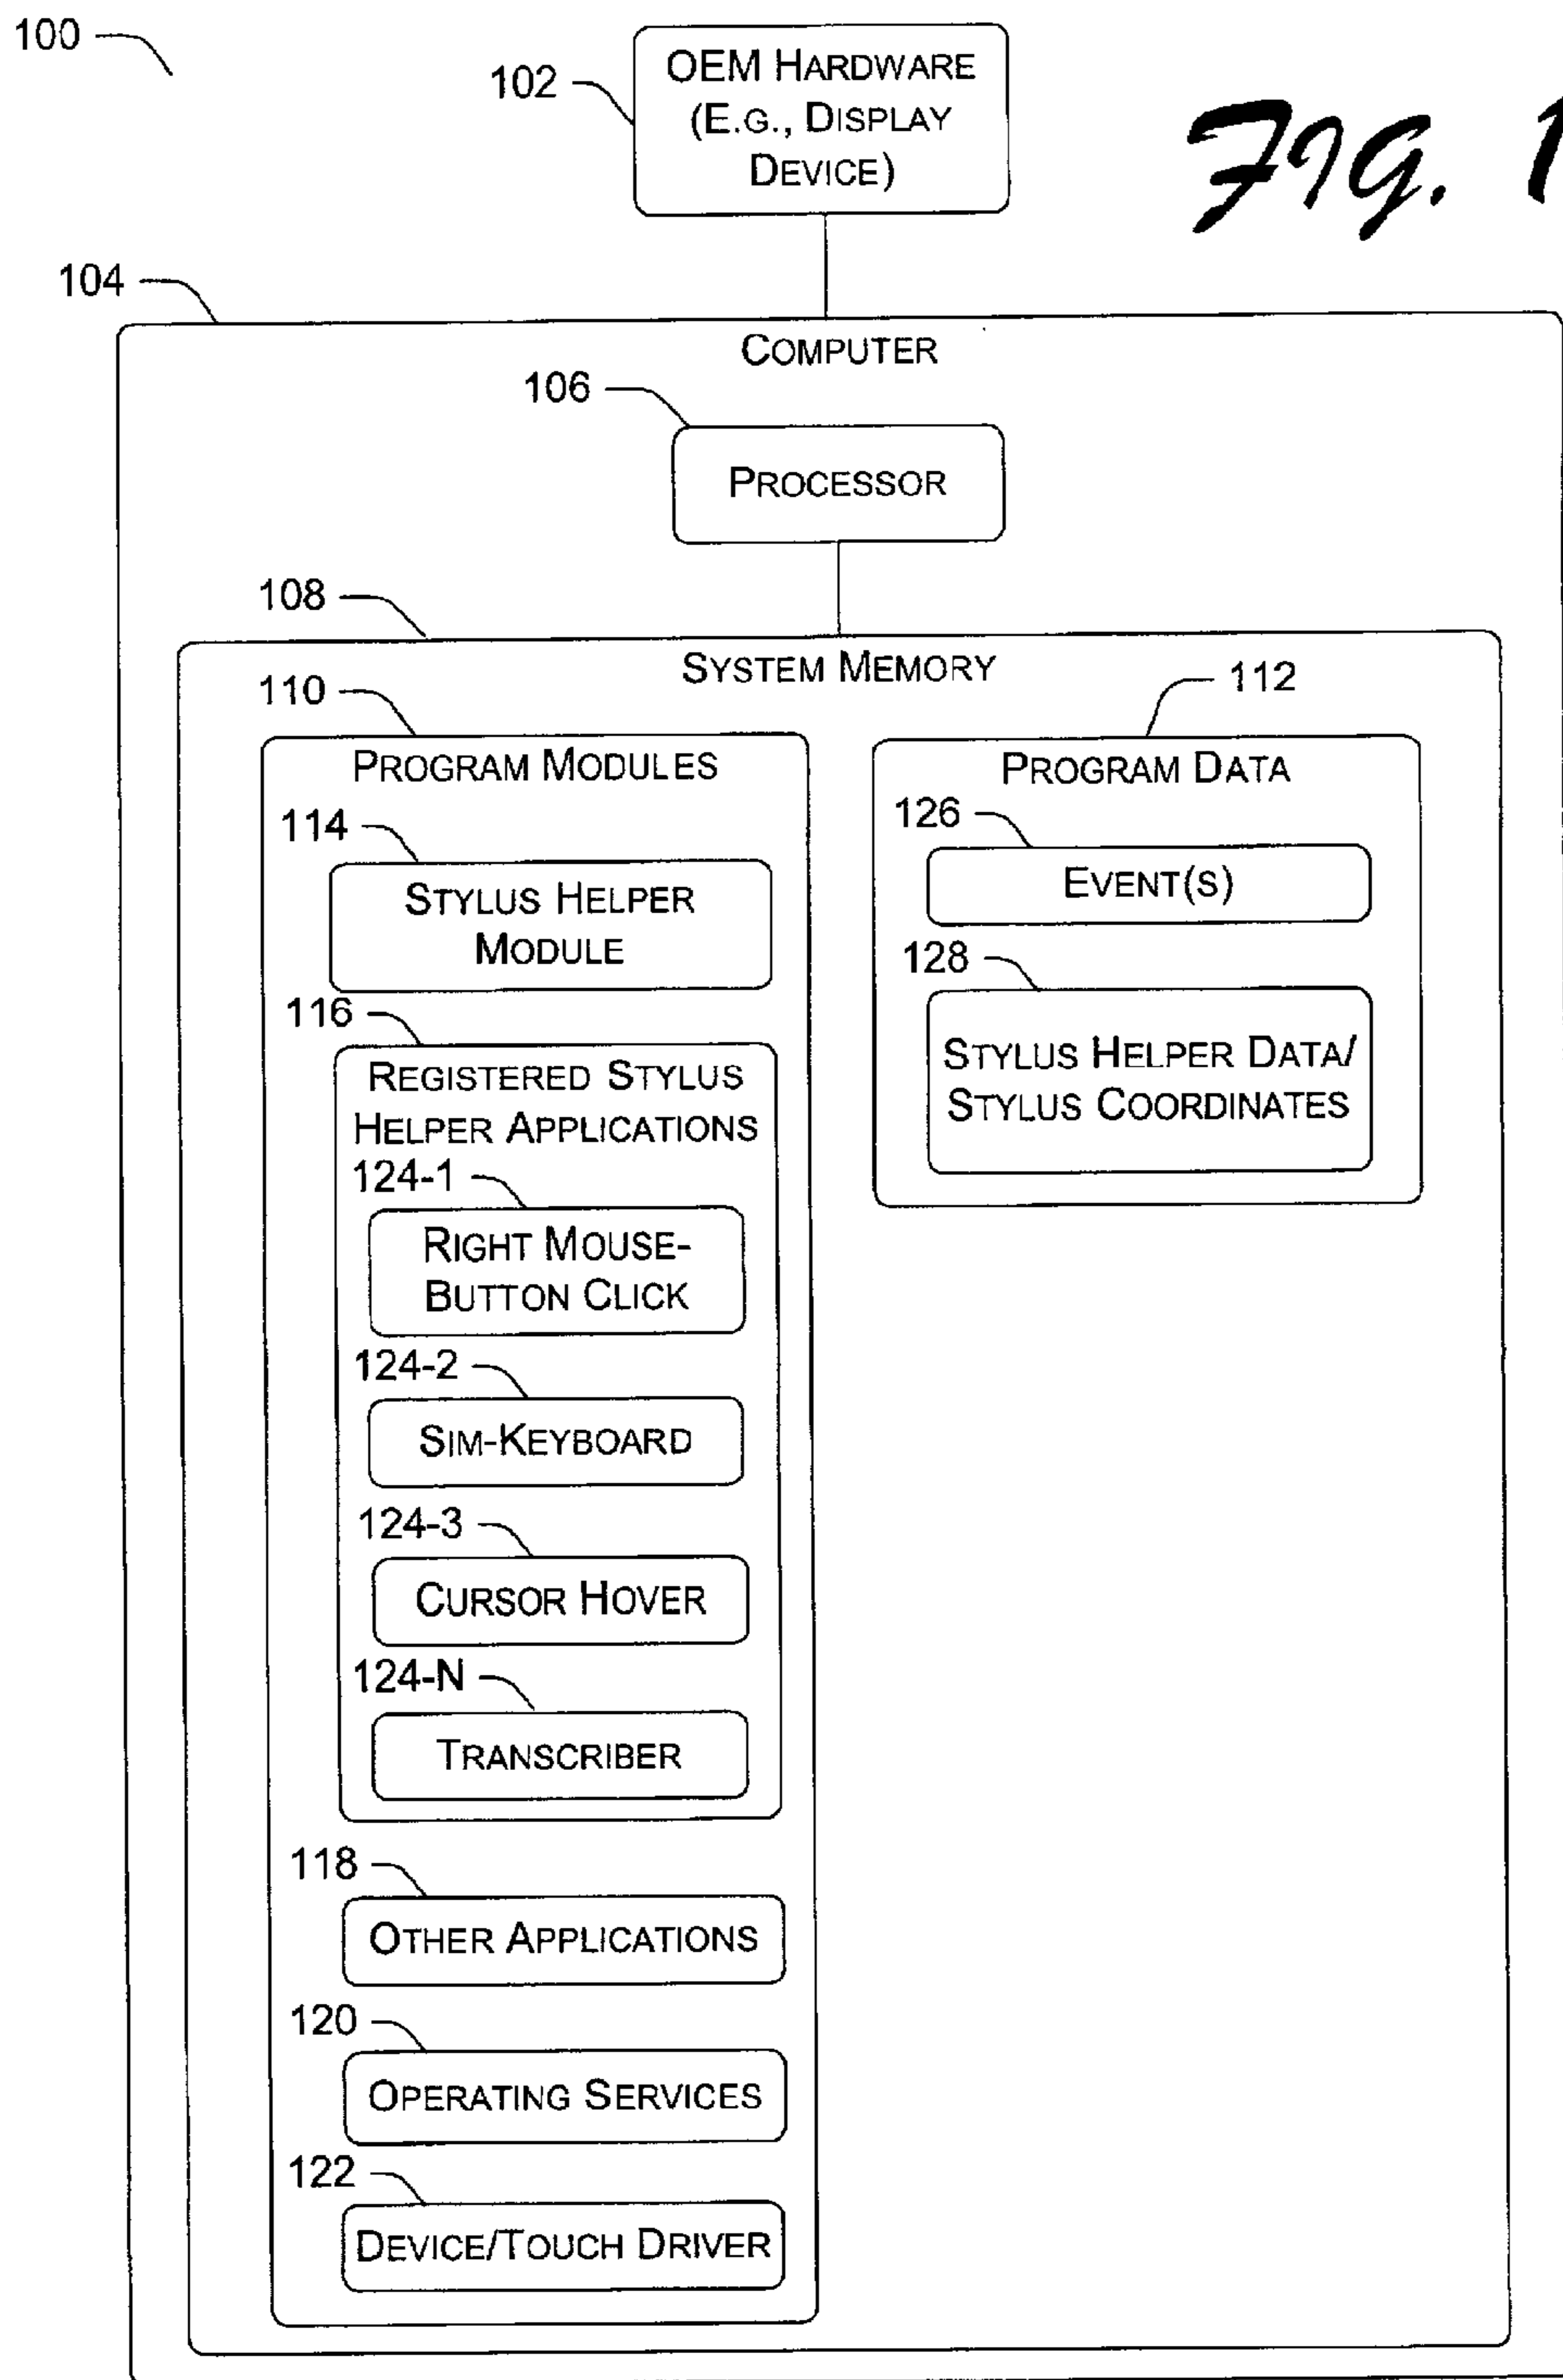 100
102
OEM HARDWARE
(E.G., DISPLAY
DEVICE)
FIG. 1
104
COMPUTER
106
PROCESSOR
108
SYSTEM MEMORY
110
PROGRAM MODULES
114
STYLUS HELPER
MODULE
116
REGISTERED STYLUS
HELPER APPLICATIONS
124-1
RIGHT MOUSE-
BUTTON CLICK
124-2
SIM-KEYBOARD
124-3
CURSOR HOVER
124-N
TRANSCRIBER
118
OTHER APPLICATIONS
120
OPERATING SERVICES
122
DEVICE/TOUCH DRIVER
112
PROGRAM DATA
126
EVENT(S)
128
STYLUS HELPER DATA/
STYLUS COORDINATES